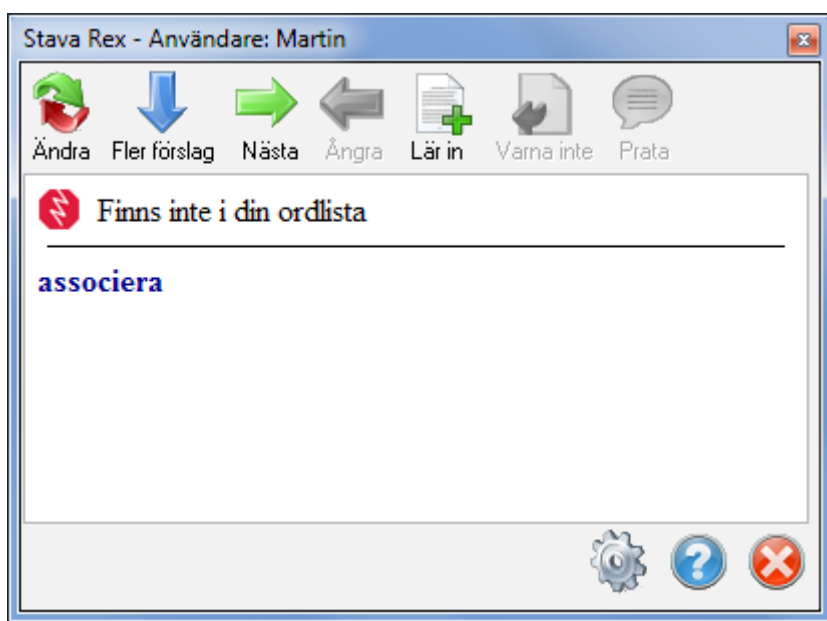 Stava Rex - Användare: Martin
Ändra Fler förslag Nästa Ångra Lär in Varna inte Prata
Finns inte i din ordlista
associera